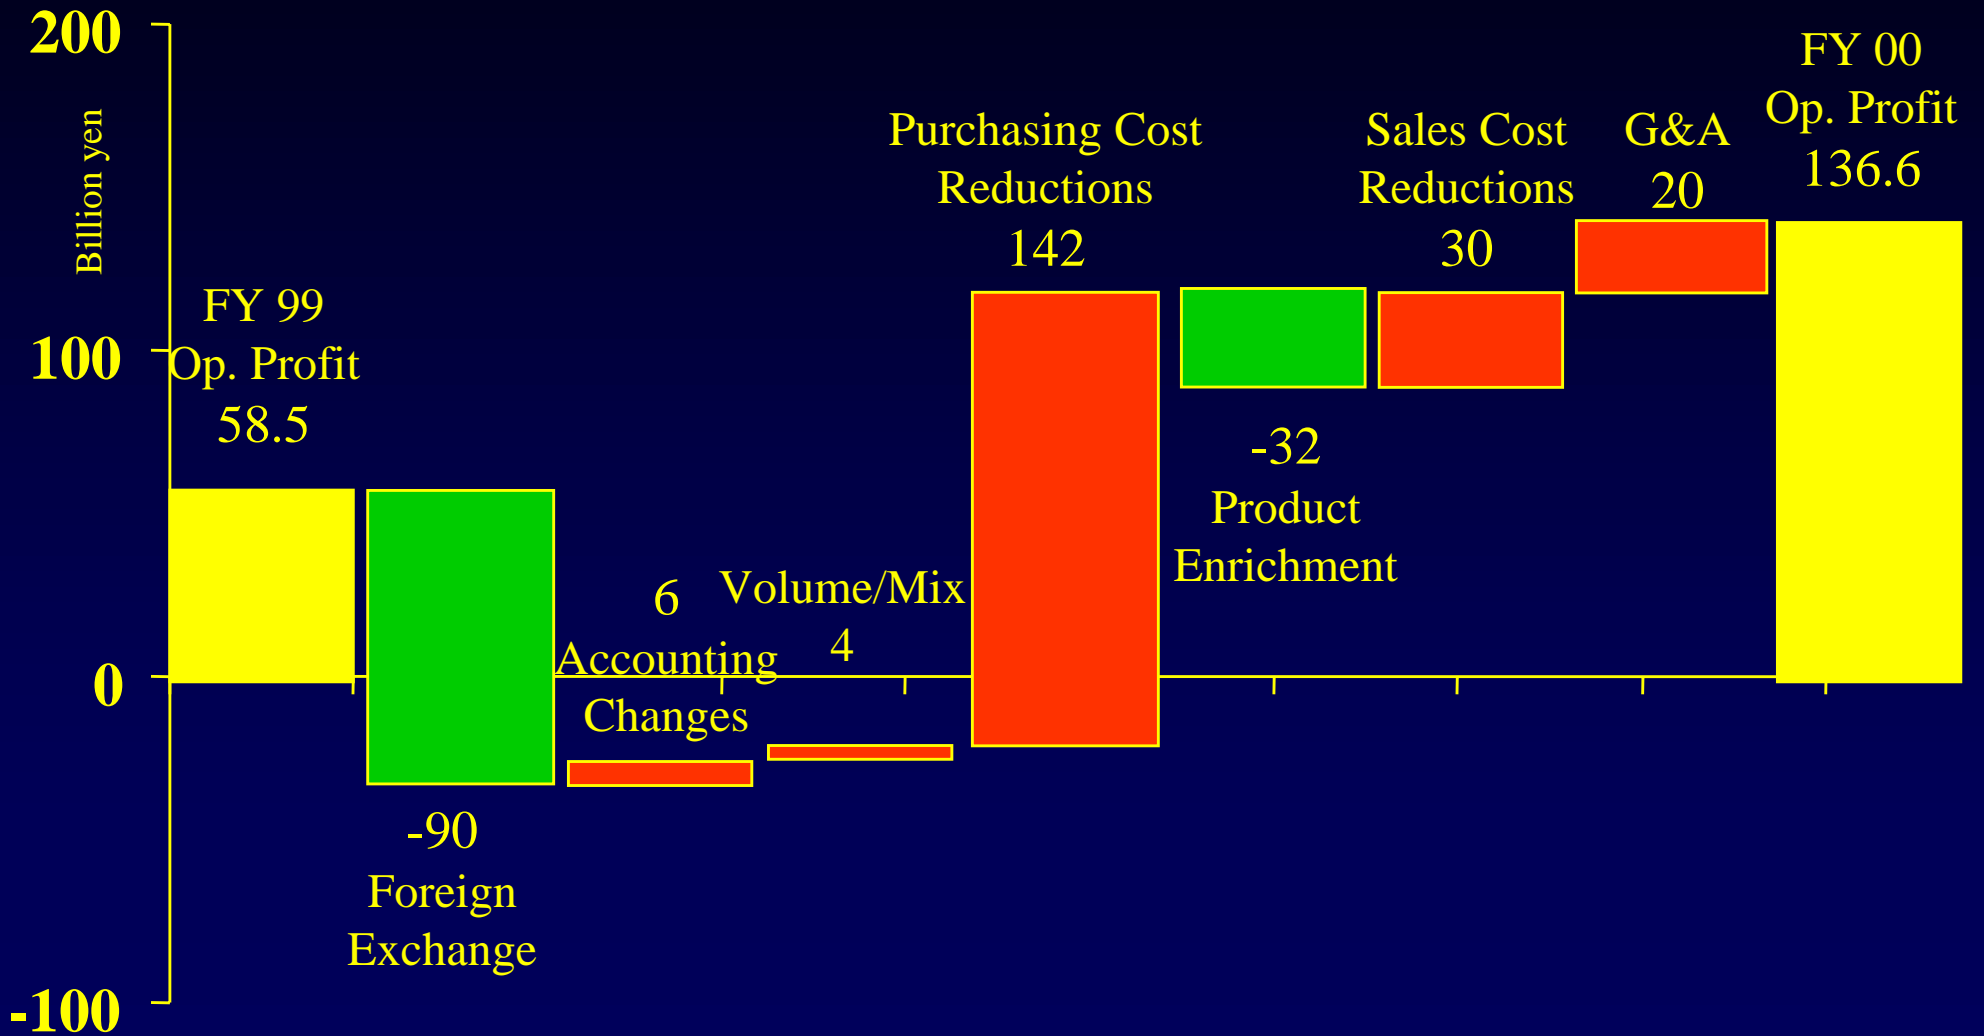 200
100
0
-100
Billion yen
FY 99
Op. Profit
58.5
-90
Foreign
Exchange
6
Accounting
Changes
Volume/Mix
4
Purchasing Cost
Reductions
142
-32
Product
Enrichment
Sales Cost
Reductions
30
G&A
20
FY 00
Op. Profit
136.6